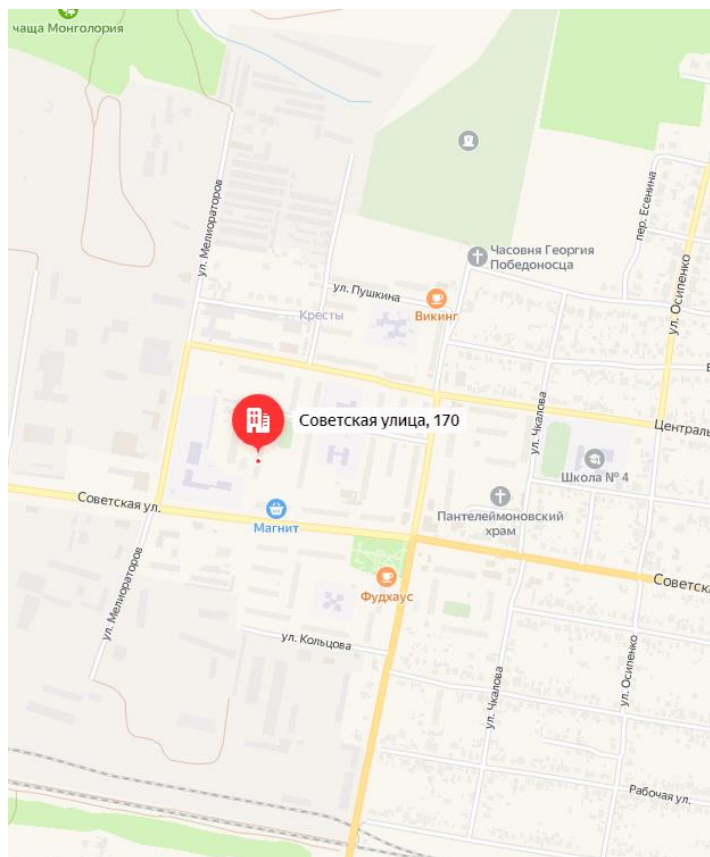 чаща Монголория
ул. Мелиораторов
пер. Есенина
Часовня Георгия
Победоносца
ул. Осипенко
ул. Пушкина
Викинг
Кресты
Советская улица, 170
ул. Чкалова
Централь
Школа № 4
Советская ул.
Магнит
Пантелеймоновский
храм
Советска
Фудхаус
ул. Мелиораторов
ул. Кольцова
ул. Осипенко
ул. Чкалова
Рабочая ул.